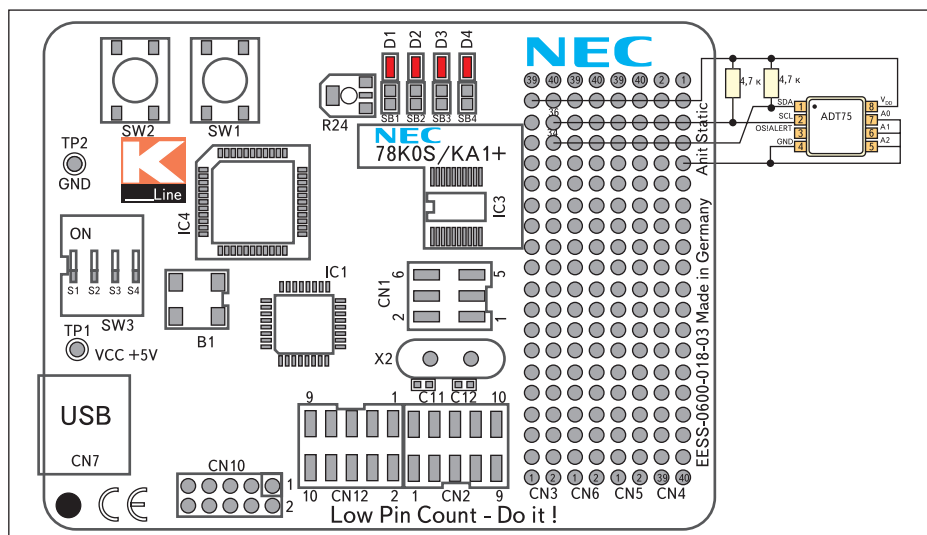 D1 D2 D3 D4
NEC
39 40 39 40 39 40 2 1
4,7 к 4,7 к
SW2 SW1
R24
SB1 SB2 SB3 SB4
36
34
SDA 1
SCL 2
OS/ALERT 3
GND 4
ADT75
8 VDD
7 A0
6 A1
5 A2
Anit Static
NEC
78K0S/KA1+
TP2
GND
K
Line
IC4
IC3
ON
S1 S2 S3 S4
SW3
B1
IC1
CN1
6 5
2 1
TP1
VCC +5V
X2
C11 C12
EESS-0600-018-03 Made in Germany
USB
CN7
9 1 1 10
10 CN12 2 1 CN2 9
CN10
1
2
1 2 1 2 1 2 39 40
CN3 CN6 CN5 CN4
CE
Low Pin Count - Do it !